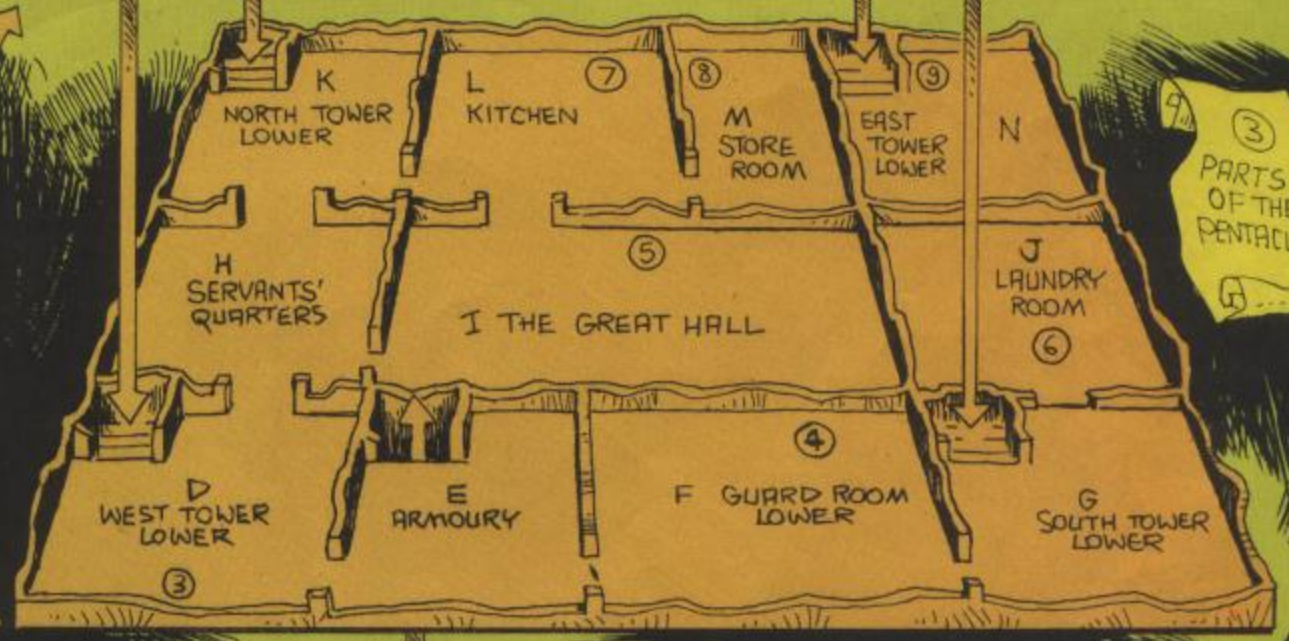 K
NORTH TOWER
LOWER
L
KITCHEN
7
8
M
STORE
ROOM
9
EAST
TOWER
LOWER
N
3
PARTS
OF THE
H
SERVANTS'
QUARTERS
5
I THE GREAT HALL
J
LAUNDRY
ROOM
6
D
WEST TOWER
LOWER
3
E
ARMOURY
4
F GUARD ROOM
LOWER
G
SOUTH TOWER
LOWER